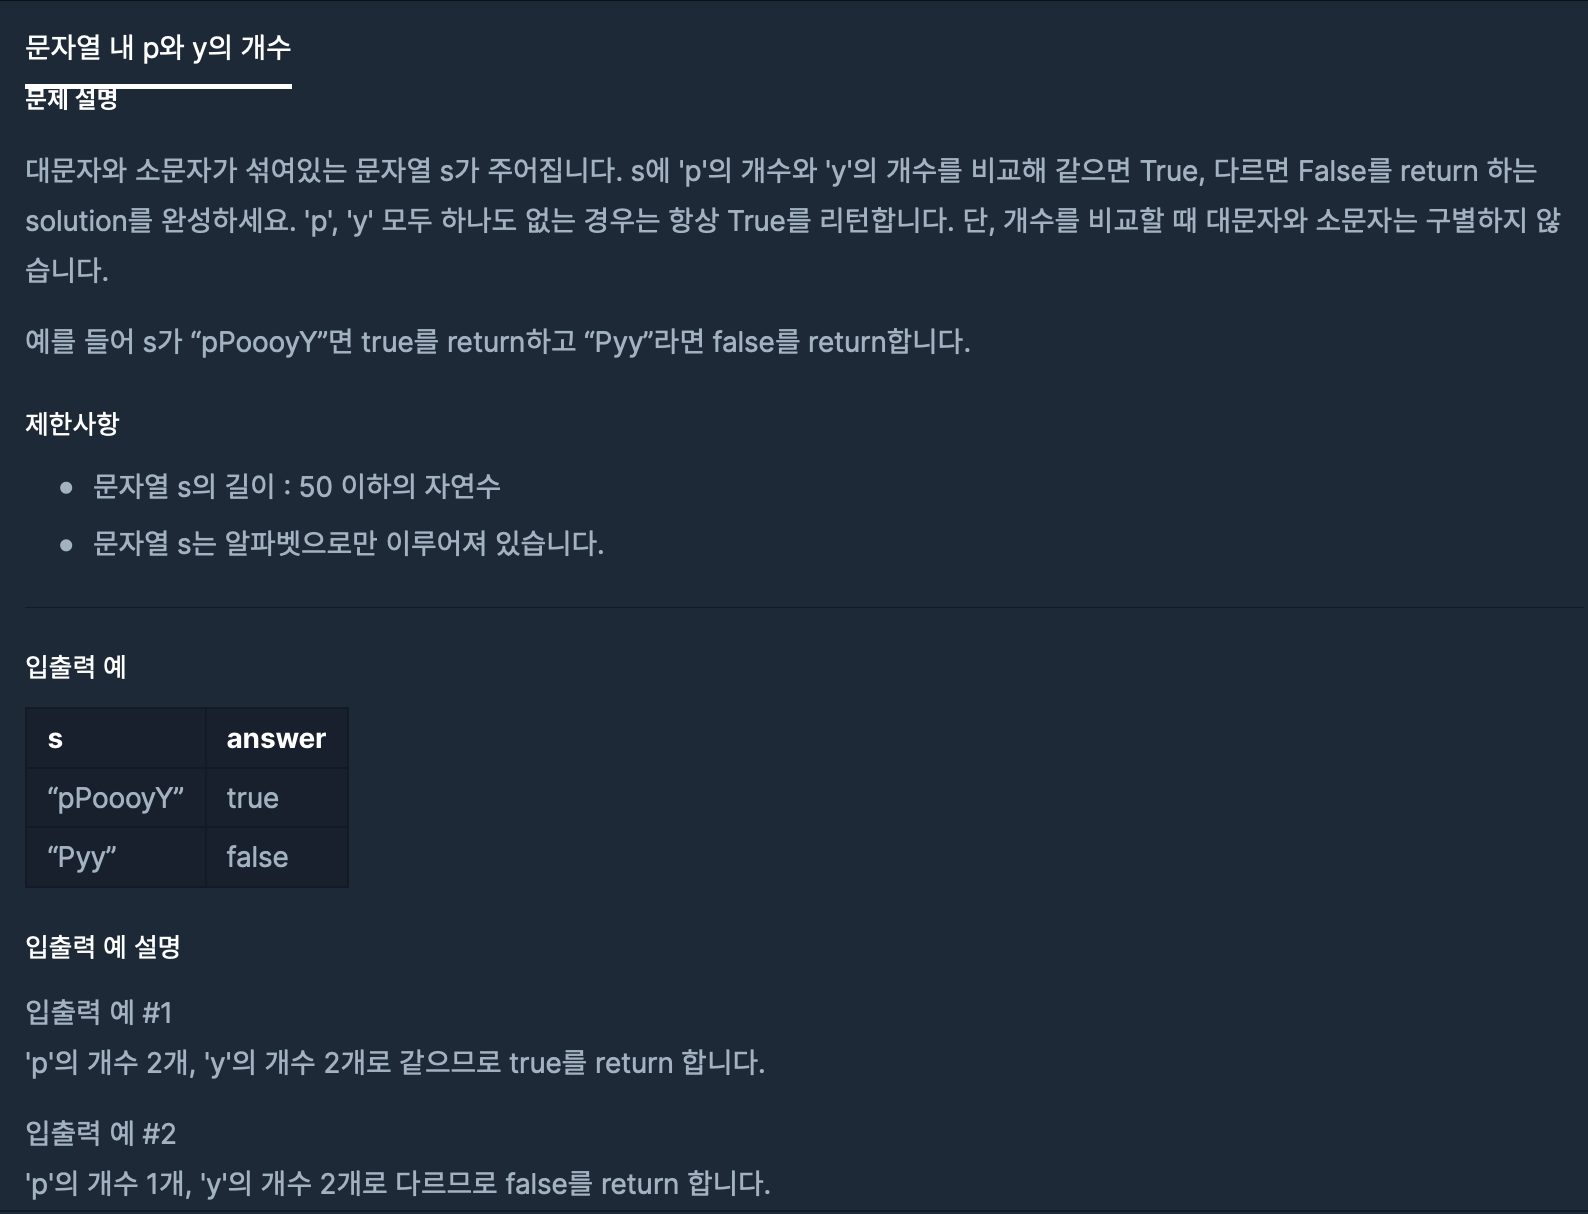 문자열 내 p와 y의 개수
문제 설명
대문자와 소문자가 섞여있는 문자열 s가 주어집니다. s에 'p'의 개수와 'y'의 개수를 비교해 같으면 True, 다르면 False를 return 하는
solution를 완성하세요. 'p', 'y' 모두 하나도 없는 경우는 항상 True를 리턴합니다. 단, 개수를 비교할 때 대문자와 소문자는 구별하지 않
습니다.
예를 들어 s가 “pPoooyY”면 true를 return하고 “Pyy”라면 false를 return합니다.
제한사항
● 문자열 s의 길이 : 50 이하의 자연수
● 문자열 s는 알파벳으로만 이루어져 있습니다.
입출력 예
s answer
“pPoooyY” true
“Pyy” false
입출력 예 설명
입출력 예 #1
'p'의 개수 2개, 'y'의 개수 2개로 같으므로 true를 return 합니다.
입출력 예 #2
'p'의 개수 1개, 'y'의 개수 2개로 다르므로 false를 return 합니다.